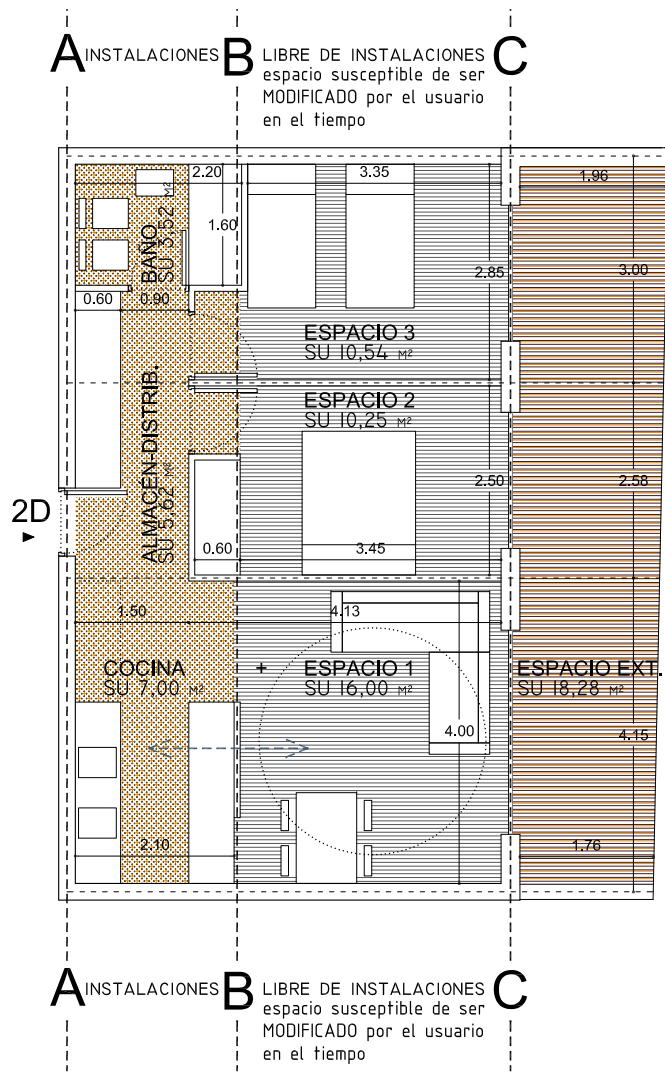 A INSTALACIONES B LIBRE DE INSTALACIONES C
espacio susceptible de ser
MODIFICADO por el usuario
en el tiempo
2.20
3.35
1.96
BAÑO
SU 3,52 M²
1.60
2.85
3.00
0.60
0.90
ESPACIO 3
SU 10,54 M²
ESPACIO 2
SU 10,25 M²
ALMACÉN-DISTRIB.
SU 5,62 M²
2D
2.50
2.58
0.60
3.45
1.50
4.13
COCINA + ESPACIO 1 ESPACIO EXT.
SU 7,00 M² SU 16,00 M² SU 18,28 M²
4.00
4.15
2.10
1.76
A INSTALACIONES B LIBRE DE INSTALACIONES C
espacio susceptible de ser
MODIFICADO por el usuario
en el tiempo